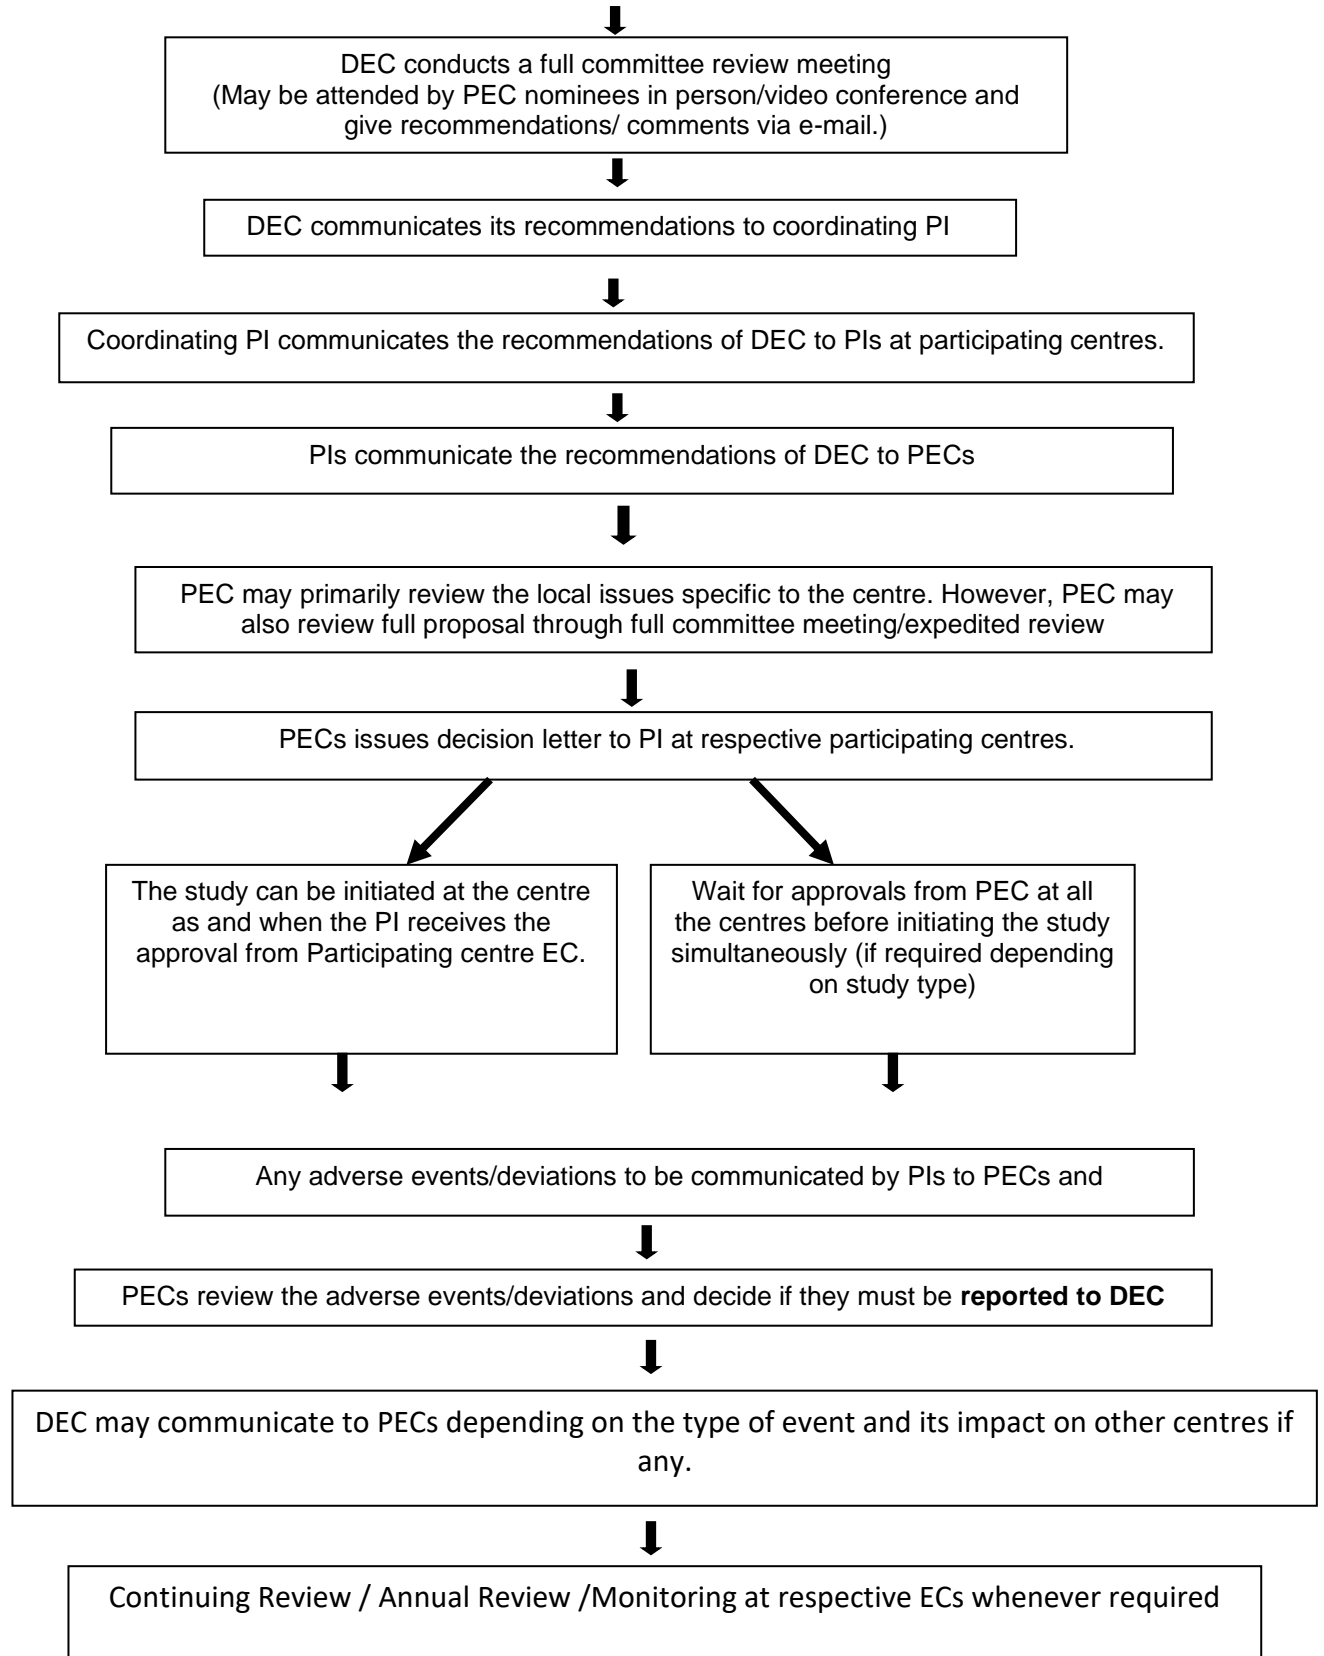 DEC conducts a full committee review meeting
(May be attended by PEC nominees in person/video conference and
give recommendations/ comments via e-mail.)
DEC communicates its recommendations to coordinating PI
Coordinating PI communicates the recommendations of DEC to PIs at participating centres.
PIs communicate the recommendations of DEC to PECs
PEC may primarily review the local issues specific to the centre. However, PEC may
also review full proposal through full committee meeting/expedited review
PECs issues decision letter to PI at respective participating centres.
The study can be initiated at the centre
as and when the PI receives the
approval from Participating centre EC.
Wait for approvals from PEC at all
the centres before initiating the study
simultaneously (if required depending
on study type)
Any adverse events/deviations to be communicated by PIs to PECs and
PECs review the adverse events/deviations and decide if they must be reported to DEC
DEC may communicate to PECs depending on the type of event and its impact on other centres if
any.
Continuing Review / Annual Review /Monitoring at respective ECs whenever required